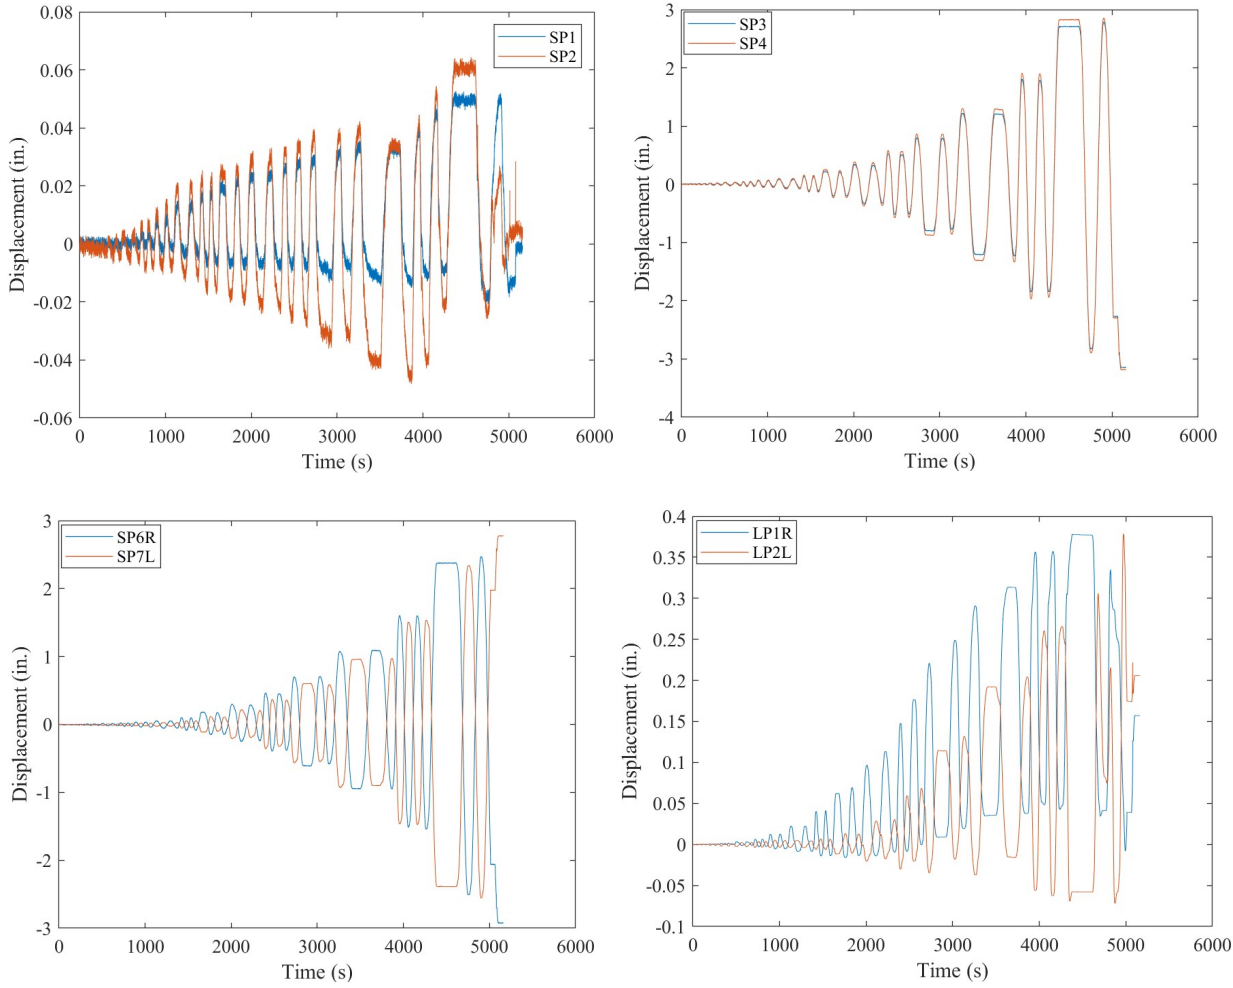 0.08
0.06
0.04
0.02
0
-0.02
-0.04
-0.06
Displacement (in.)
SP1
SP2
0 1000 2000 3000 4000 5000 6000
Time (s)
3
2
1
0
-1
-2
-3
-4
Displacement (in.)
SP3
SP4
0 1000 2000 3000 4000 5000 6000
Time (s)
3
2
1
0
-1
-2
-3
Displacement (in.)
SP6R
SP7L
0 1000 2000 3000 4000 5000 6000
Time (s)
0.4
0.35
0.3
0.25
0.2
0.15
0.1
0.05
0
-0.05
-0.1
Displacement (in.)
LP1R
LP2L
0 1000 2000 3000 4000 5000 6000
Time (s)